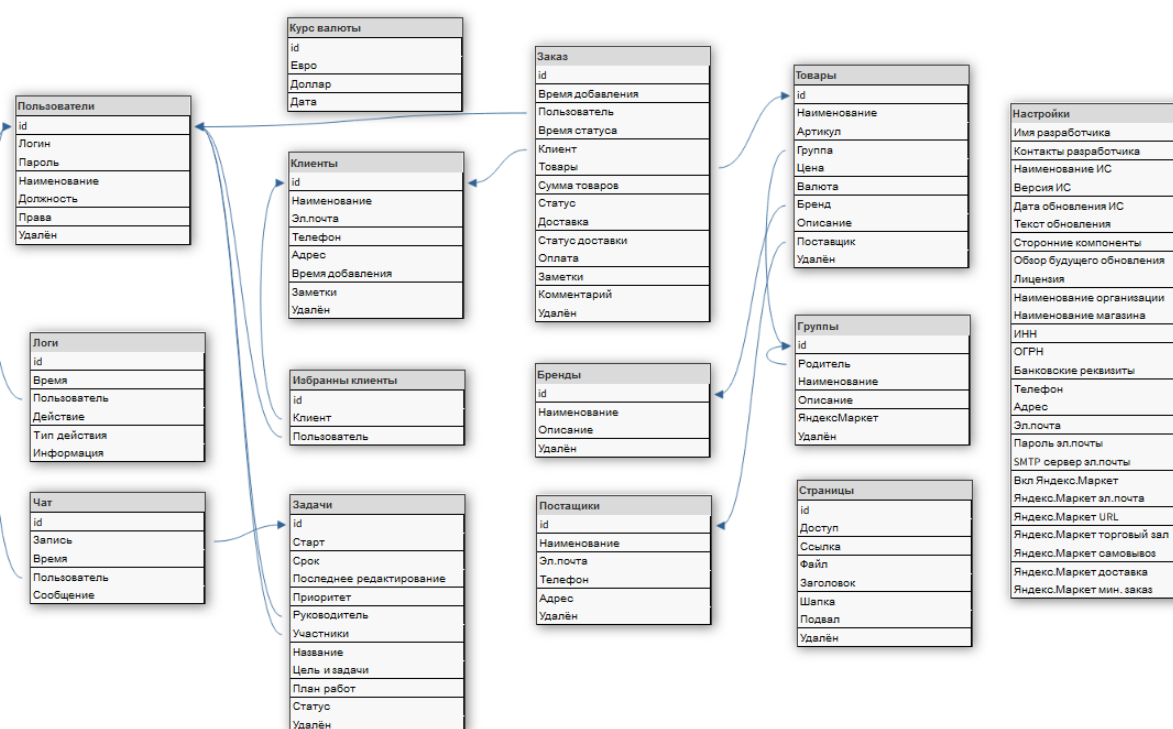 Пользователи
id
Логин
Пароль
Наименование
Должность
Права
Удалён
Логи
id
Время
Пользователь
Действие
Тип действия
Информация
Чат
id
Запись
Время
Пользователь
Сообщение
Курс валюты
id
Евро
Доллар
Дата
Клиенты
id
Наименование
Эл.почта
Телефон
Адрес
Время добавления
Заметки
Удалён
Избранны клиенты
id
Клиент
Пользователь
Задачи
id
Старт
Срок
Последнее редактирование
Приоритет
Руководитель
Участники
Название
Цель и задачи
План работ
Статус
Удалён
Заказ
id
Время добавления
Пользователь
Время статуса
Клиент
Товары
Сумма товаров
Статус
Доставка
Статус доставки
Оплата
Заметки
Комментарий
Удалён
Бренды
id
Наименование
Описание
Удалён
Постащики
id
Наименование
Эл.почта
Телефон
Адрес
Удалён
Товары
id
Наименование
Артикул
Группа
Цена
Валюта
Бренд
Описание
Поставщик
Удалён
Группы
id
Родитель
Наименование
Описание
ЯндексМаркет
Удалён
Страницы
id
Доступ
Ссылка
Файл
Заголовок
Шапка
Подвал
Удалён
Настройки
Имя разработчика
Контакты разработчика
Наименование ИС
Версия ИС
Дата обновления ИС
Текст обновления
Сторонние компоненты
Обзор будущего обновления
Лицензия
Наименование организации
Наименование магазина
ИНН
ОГРН
Банковские реквизиты
Телефон
Адрес
Эл.почта
Пароль эл.почты
SMTP сервер эл.почты
Вкл Яндекс.Маркет
Яндекс.Маркет эл.почта
Яндекс.Маркет URL
Яндекс.Маркет торговый зал
Яндекс.Маркет самовывоз
Яндекс.Маркет доставка
Яндекс.Маркет мин. заказ